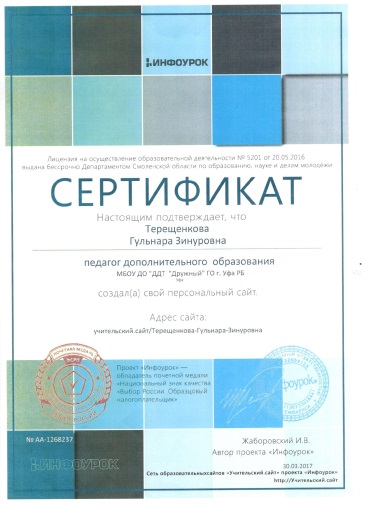 ИНФОУРОК
Лицензия на осуществление образовательной деятельности № 5201 от 20.05.2016
выдана бессрочно Департаментом Смоленской области по образованию, науке и делам молодежи.
СЕРТИФИКАТ
Настоящим подтверждает, что
Терещенкова
Гульнара Зинуровна
педагог дополнительного образования
МБОУ ДО "ДДТ "Дружный" ГО г. Уфа РБ
Уфа
создал(а) свой персональный сайт.
Адрес сайта:
учительский.сайт/Терещенкова-Гульнара-Зинуровна
Проект «Инфоурок» —
обладатель почетной медали
«Национальный знак качества
«Выбор России. Образцовый
налогоплательщик»
Инфоурок
№ АА-1268237
ИНФОУРОК
Жаборовский И.В.
Автор проекта «Инфоурок»
30.03.2017
Сеть образовательныхсайтов «Учительский.сайт» проекта «Инфоурок»
http://Учительский.сайт